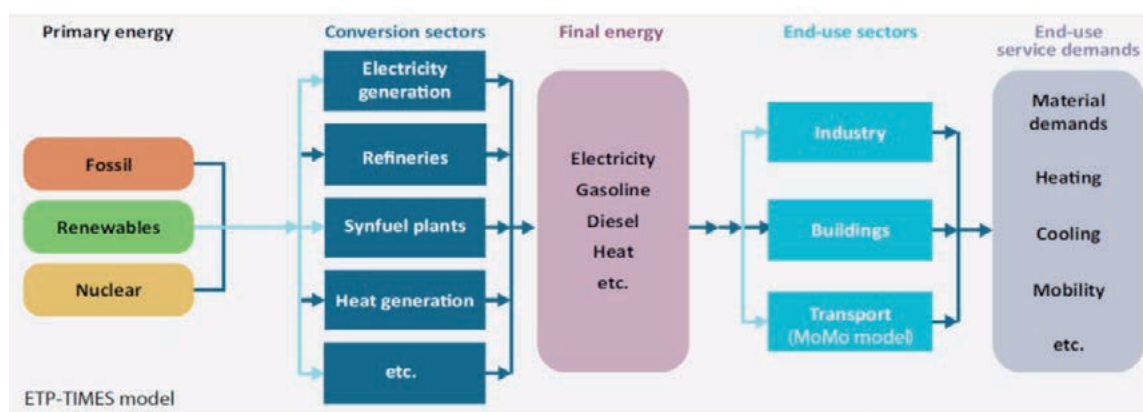 Primary energy
Conversion sectors
Final energy
End-use sectors
End-use
service demands
Fossil
Renewables
Nuclear
Electricity
generation
Refineries
Synfuel plants
Heat generation
etc.
Electricity
Gasoline
Diesel
Heat
etc.
Industry
Buildings
Transport
(MoMo model)
Material
demands
Heating
Cooling
Mobility
etc.
ETP-TIMES model